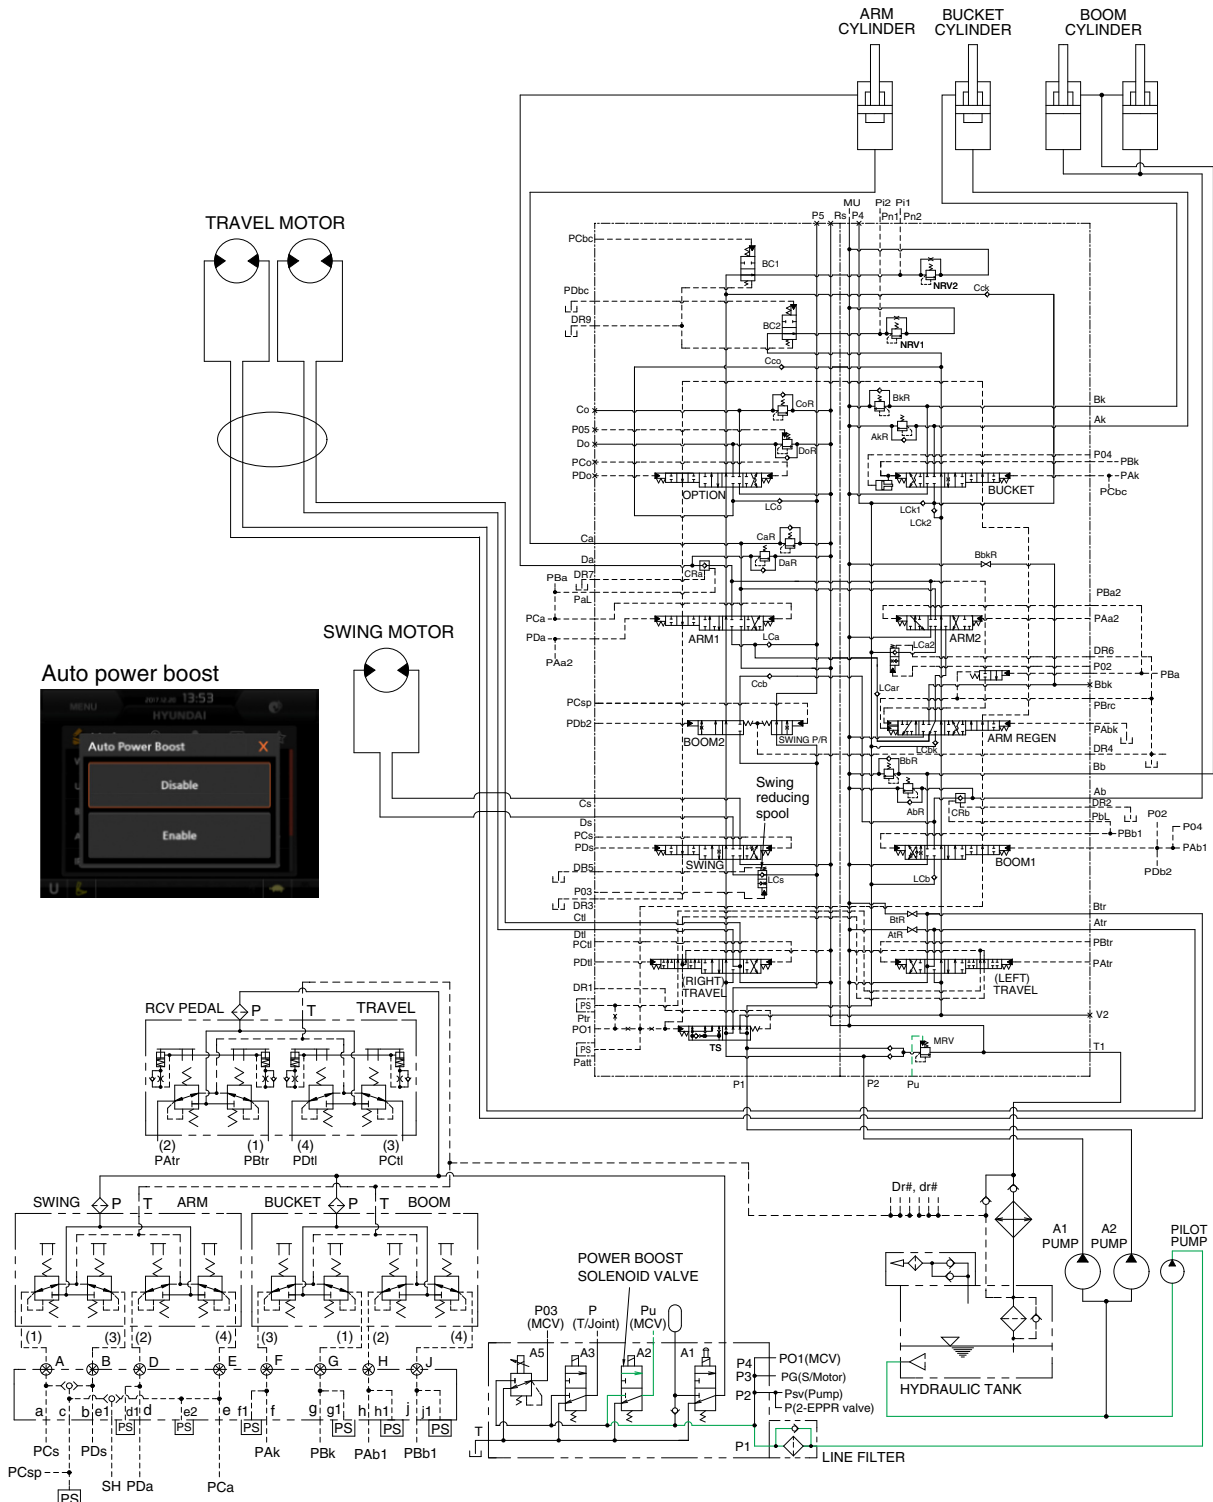 ARM CYLINDER
BUCKET CYLINDER
BOOM CYLINDER
TRAVEL MOTOR
MU
Pi2 Pi1
P5 Rs P4
Pn1 Pn2
PCbc
BC1
NRV2
Cck
PDbc
DR9
BC2
NRV1
Cco
CoR
BkR
Bk
Co
P05
AkR
Ak
Do
DoR
PCo
P04
PBk
PDo
PAk
OPTION
BUCKET
PCbc
LCo
LCk1
LCk2
Ca
CaR
Da
DaR
BbkR
CRa
PBa
DR7
PaL
PBa2
PCa
PAa2
ARM1
ARM2
PDa
LCa
LCa2
PAa2
DR6
P02
PBa
Ccb
LCar
Bbk
PCsp
PBrc
PDb2
PAbk
BOOM2
SWING P/R
ARM REGEN
LCbk
DR4
BbR
Bb
SWING MOTOR
Auto power boost
MENU
2017.12.26 13:53
HYUNDAI
Auto Power Boost X
Disable
Enable
U
Swing reducing spool
Cs
Ds
AbR
CRb
Ab
DR2
PbL
P02
PCs
PBb1
P04
PDs
PAb1
SWING
BOOM1
PDb2
DR5
LCs
LCb
P03
DR3
Ctl
BtR
Btr
Dtl
AtR
Atr
PCtl
PBtr
PDtl
PAtr
(RIGHT) TRAVEL
(LEFT) TRAVEL
DR1
PS
Ptr
V2
PO1
PS
TS
MRV
T1
Patt
P1
P2
Pu
RCV PEDAL
P
T
TRAVEL
(2) (1) (4) (3)
PAtr PBtr PDtl PCtl
SWING P T ARM
BUCKET P T BOOM
(1) (3) (2) (4)
(3) (1) (2) (4)
A B D E F G H J
a c b e1 d1 d e2 e f1 f g g1 h h1 j j1
PS PS PS PS PS
PCs PDs PAk PBk PAb1 PBb1
PCsp
PS
SH PDa PCa
POWER BOOST SOLENOID VALVE
P03 (MCV)
P (T/Joint)
Pu (MCV)
A5 A3 A2 A1
P4 PO1(MCV)
P3 PG(S/Motor)
P2 Psv(Pump)
P(2-EPPR valve)
T
P1
LINE FILTER
Dr#, dr#
A1 PUMP
A2 PUMP
PILOT PUMP
HYDRAULIC TANK